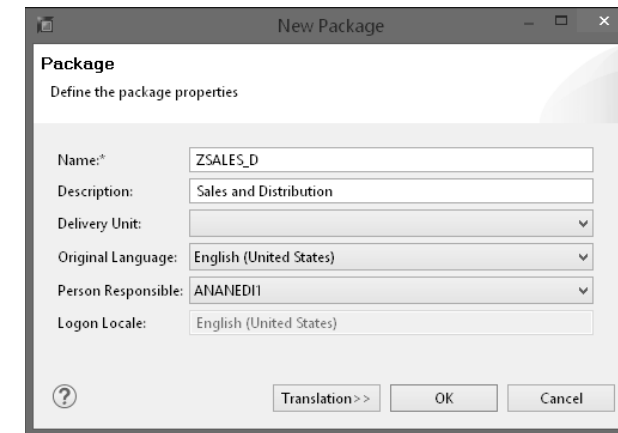 New Package
Package
Define the package properties
Name:* ZSALES_D
Description: Sales and Distribution
Delivery Unit:
Original Language: English (United States)
Person Responsible: ANANEDI1
Logon Locale: English (United States)
? Translation>> OK Cancel